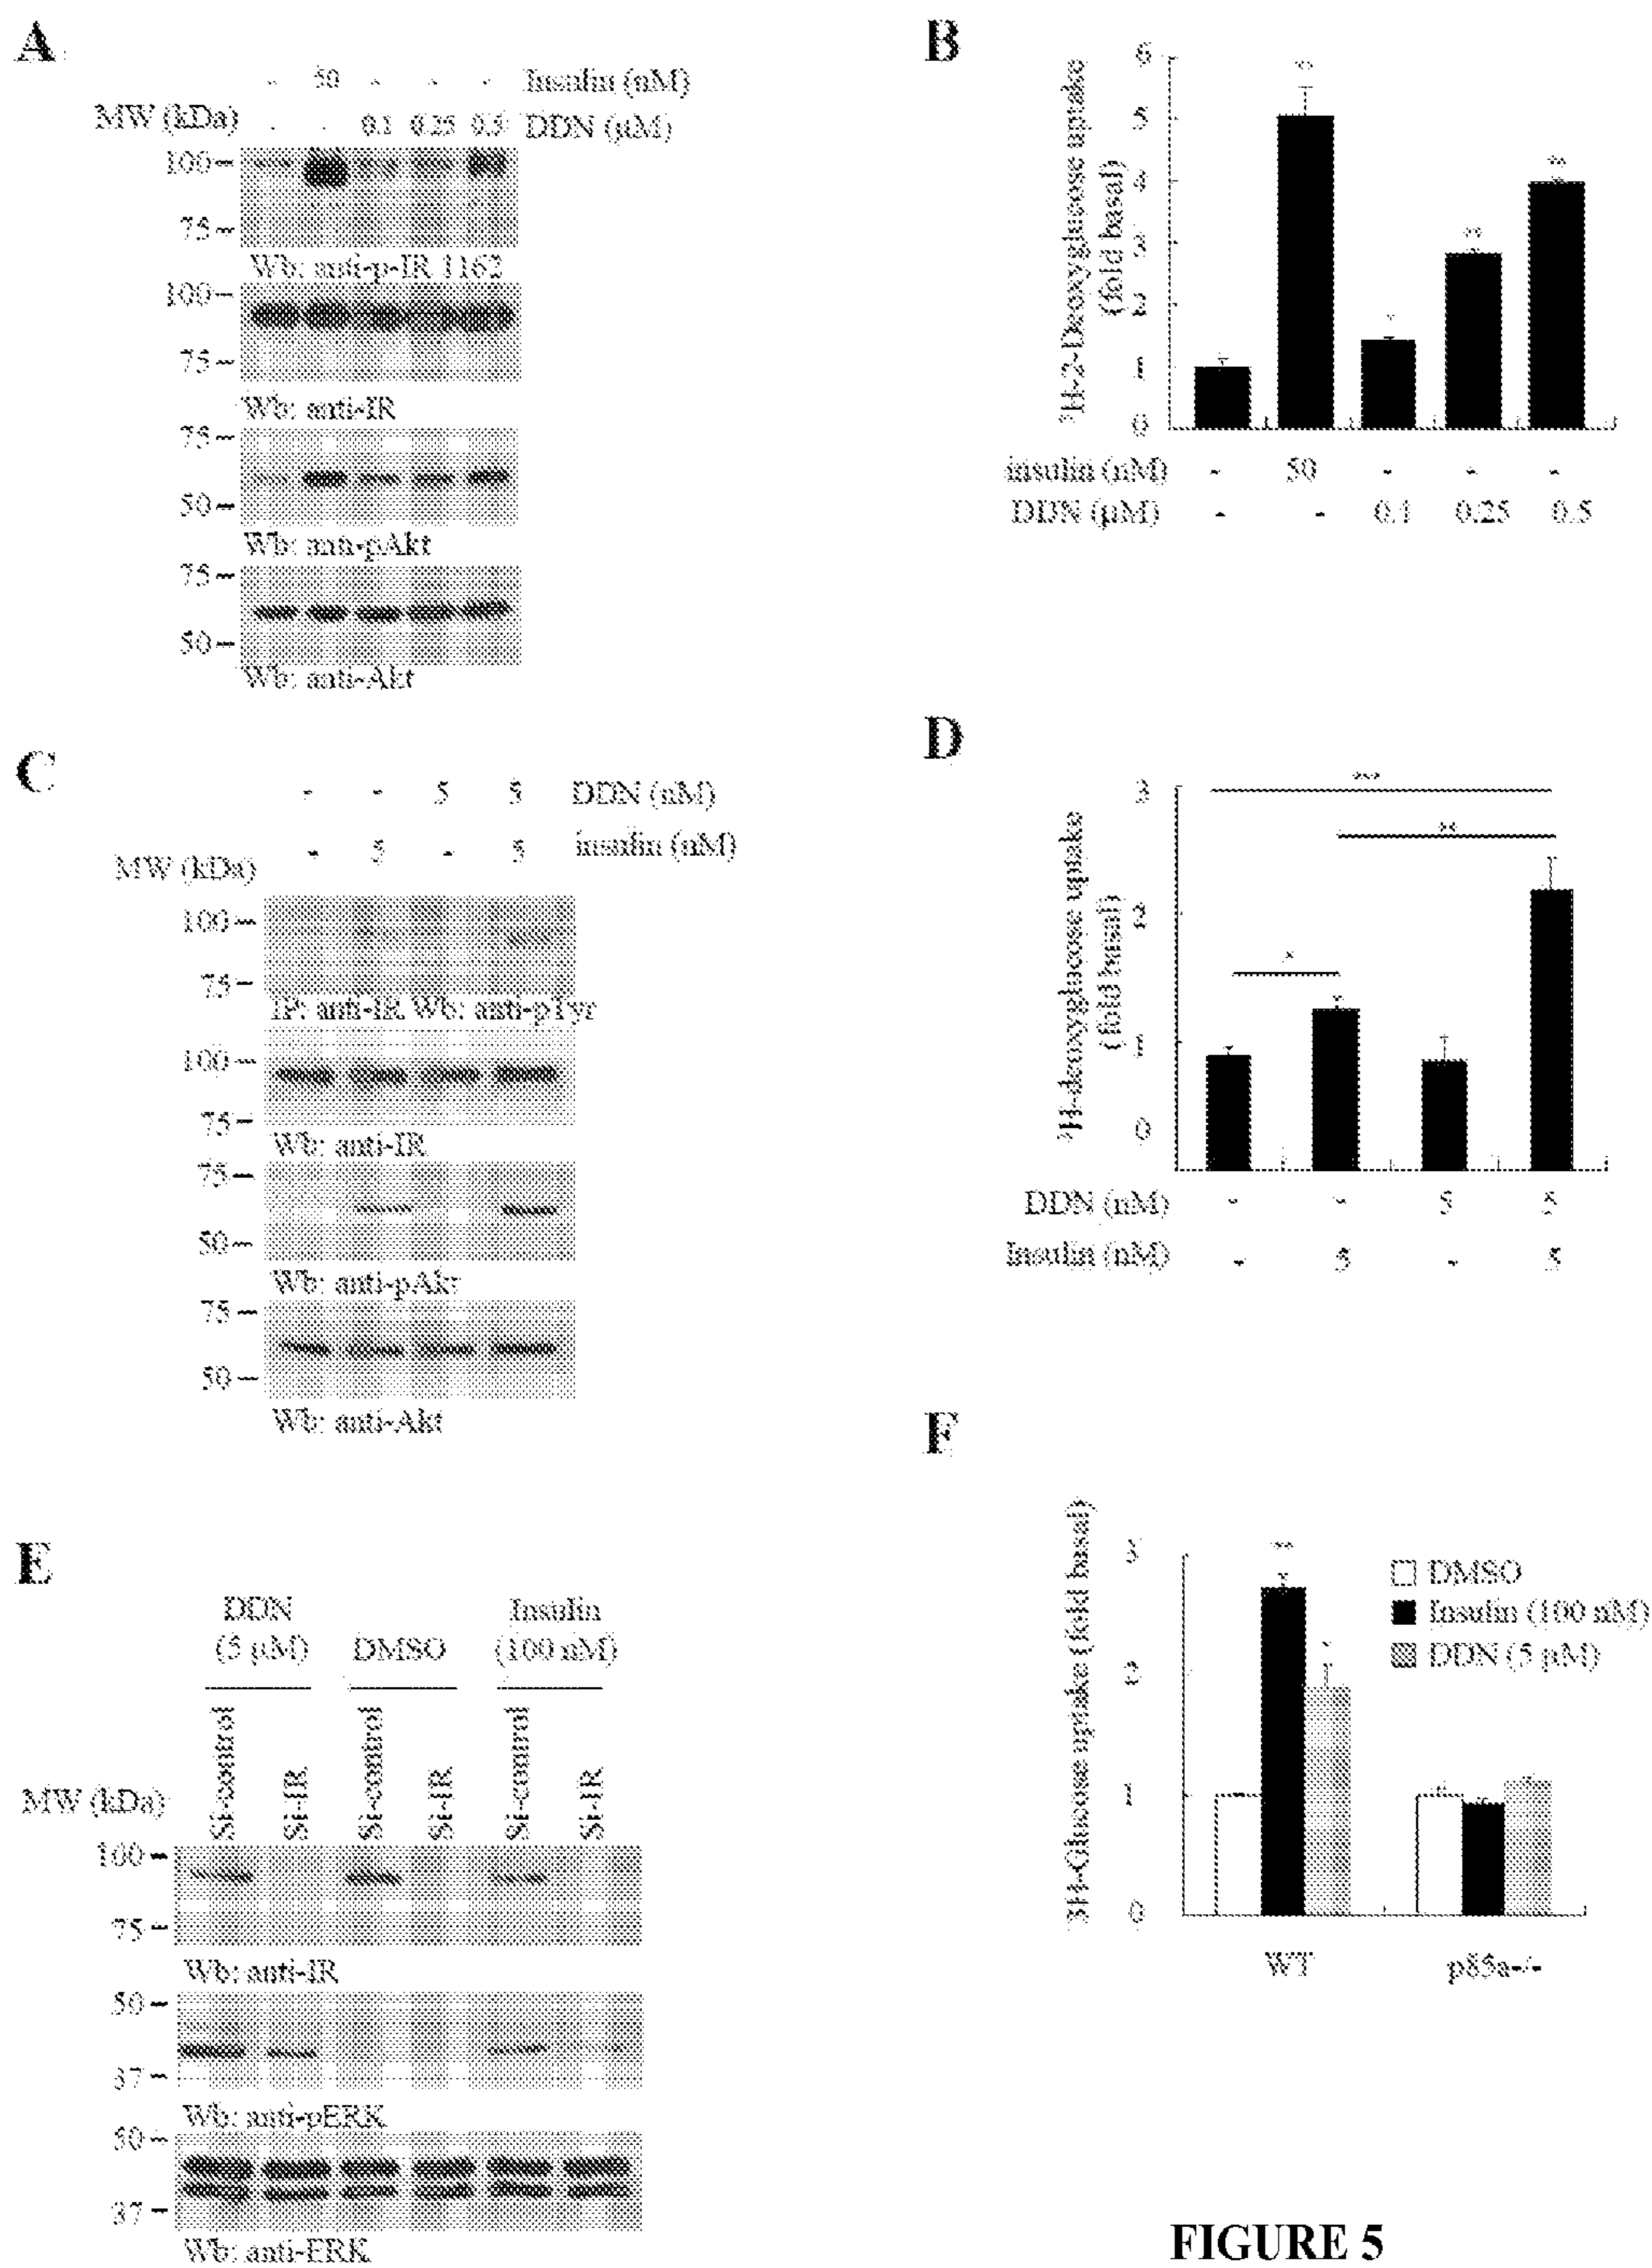 A
- 50 - - - Insulin (nM)
MW (kDa) - - 0.1 0.25 0.5 DDN (μM)
100
75
Wb: anti-p-IR 1162
100
75
Wb: anti-IR
75
50
Wb: anti-pAkt
75
50
Wb: anti-Akt
B
³H-2-Deoxyglucose uptake
(fold basal)
6
5
4
3
2
1
0
insulin (nM) - 50 - - -
DDN (μM) - - 0.1 0.25 0.5
C
- - 5 5 DDN (nM)
- 5 - 5 insulin (nM)
MW (kDa)
100
75
IP: anti-IR Wb: anti-pTyr
100
75
Wb: anti-IR
75
50
Wb: anti-pAkt
75
50
Wb: anti-Akt
D
³H-deoxyglucose uptake
(fold basal)
3
2
1
0
DDN (nM) - - 5 5
Insulin (nM) - 5 - 5
E
DDN
(5 μM)
DMSO
Insulin
(100 nM)
MW (kDa)
Si-control
Si-IR
Si-control
Si-IR
Si-control
Si-IR
100
75
Wb: anti-IR
50
37
Wb: anti-pERK
50
37
Wb: anti-ERK
F
3H-Glucose uptake (fold basal)
3
2
1
0
DMSO
Insulin (100 nM)
DDN (5 μM)
WT p85a-/-
FIGURE 5